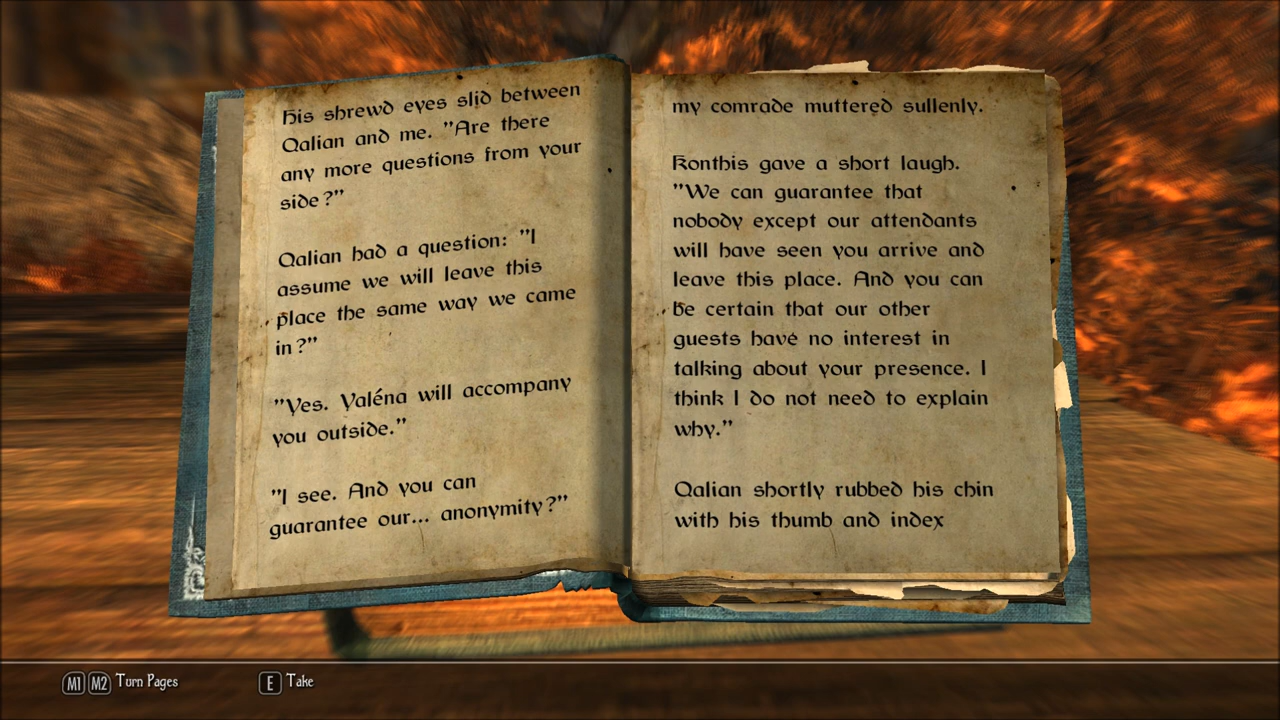 His shrewd eyes slid between
Qalian and me. "Are there
any more questions from your
side?"
Qalian had a question: "I
assume we will leave this
place the same way we came
in?"
"Yes. Yaléna will accompany
you outside."
"I see. And you can
guarantee our... anonymity?"
my comrade muttered sullenly.
Konthis gave a short laugh.
"We can guarantee that
nobody except our attendants
will have seen you arrive and
leave this place. And you can
be certain that our other
guests have no interest in
talking about your presence. I
think I do not need to explain
why."
Qalian shortly rubbed his chin
with his thumb and index
M1 M2 Turn Pages
E Take